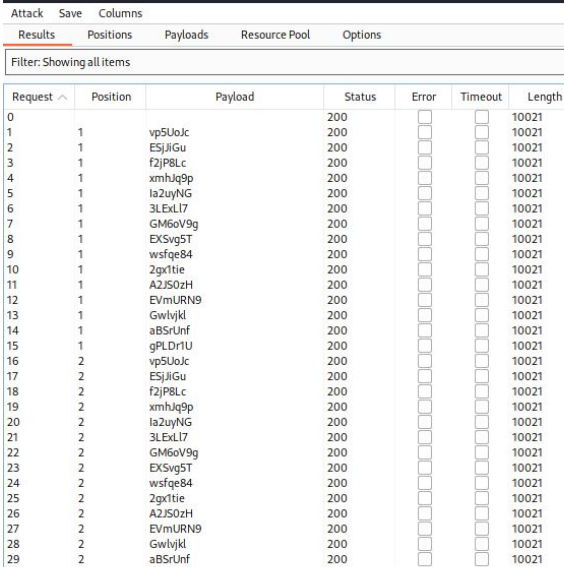 Attack Save Columns
Results Positions Payloads Resource Pool Options
Filter: Showing all items
Request Position Payload Status Error Timeout Length
0 200 10021
1 1 vp5UoJc 200 10021
2 1 ESjJiGu 200 10021
3 1 f2jP8Lc 200 10021
4 1 xmhJq9p 200 10021
5 1 Ia2uyNG 200 10021
6 1 3LExLl7 200 10021
7 1 GM6oV9g 200 10021
8 1 EXSvg5T 200 10021
9 1 wsfqe84 200 10021
10 1 2gx1tie 200 10021
11 1 A2JS0zH 200 10021
12 1 EVmURN9 200 10021
13 1 Gwlvjkl 200 10021
14 1 aBSrUnf 200 10021
15 1 gPLDr1U 200 10021
16 2 vp5UoJc 200 10021
17 2 ESjJiGu 200 10021
18 2 f2jP8Lc 200 10021
19 2 xmhJq9p 200 10021
20 2 Ia2uyNG 200 10021
21 2 3LExLl7 200 10021
22 2 GM6oV9g 200 10021
23 2 EXSvg5T 200 10021
24 2 wsfqe84 200 10021
25 2 2gx1tie 200 10021
26 2 A2JS0zH 200 10021
27 2 EVmURN9 200 10021
28 2 Gwlvjkl 200 10021
29 2 aBSrUnf 200 10021